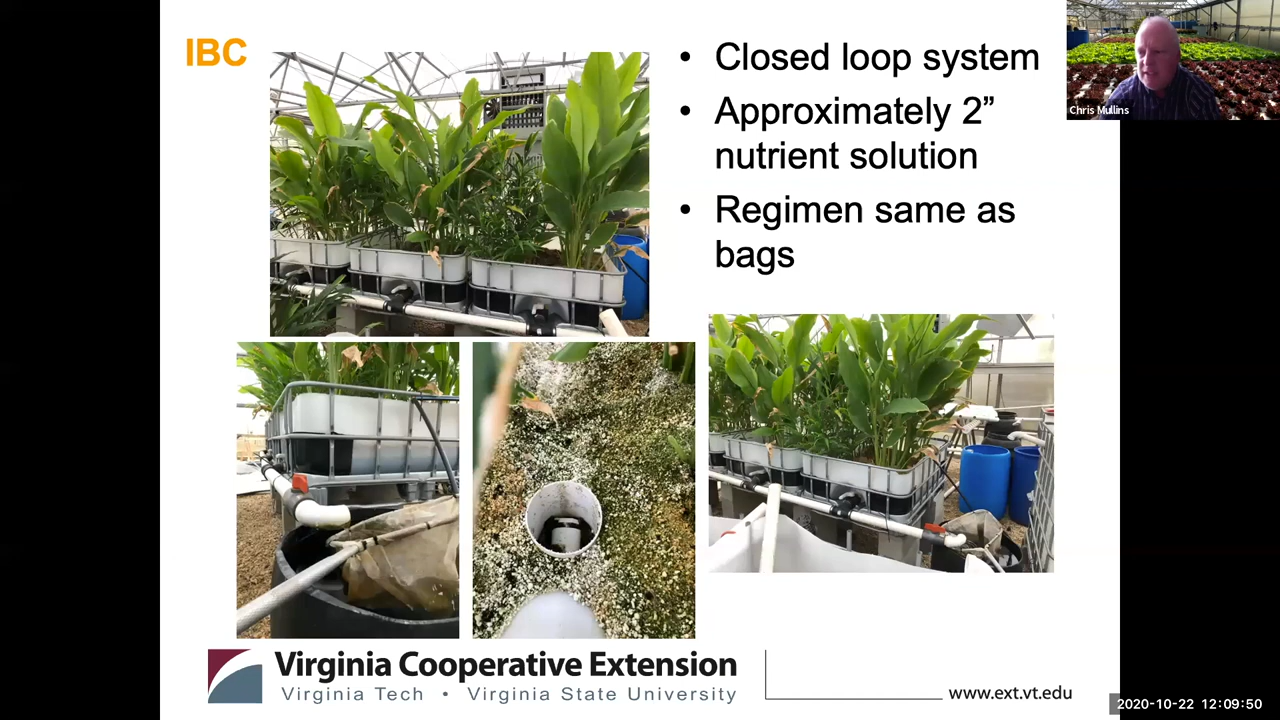 IBC
• Closed loop system
• Approximately 2”
nutrient solution
• Regimen same as
bags
Chris Mullins
Virginia Cooperative Extension
Virginia Tech • Virginia State University
www.ext.vt.edu
2020-10-22 12:09:50